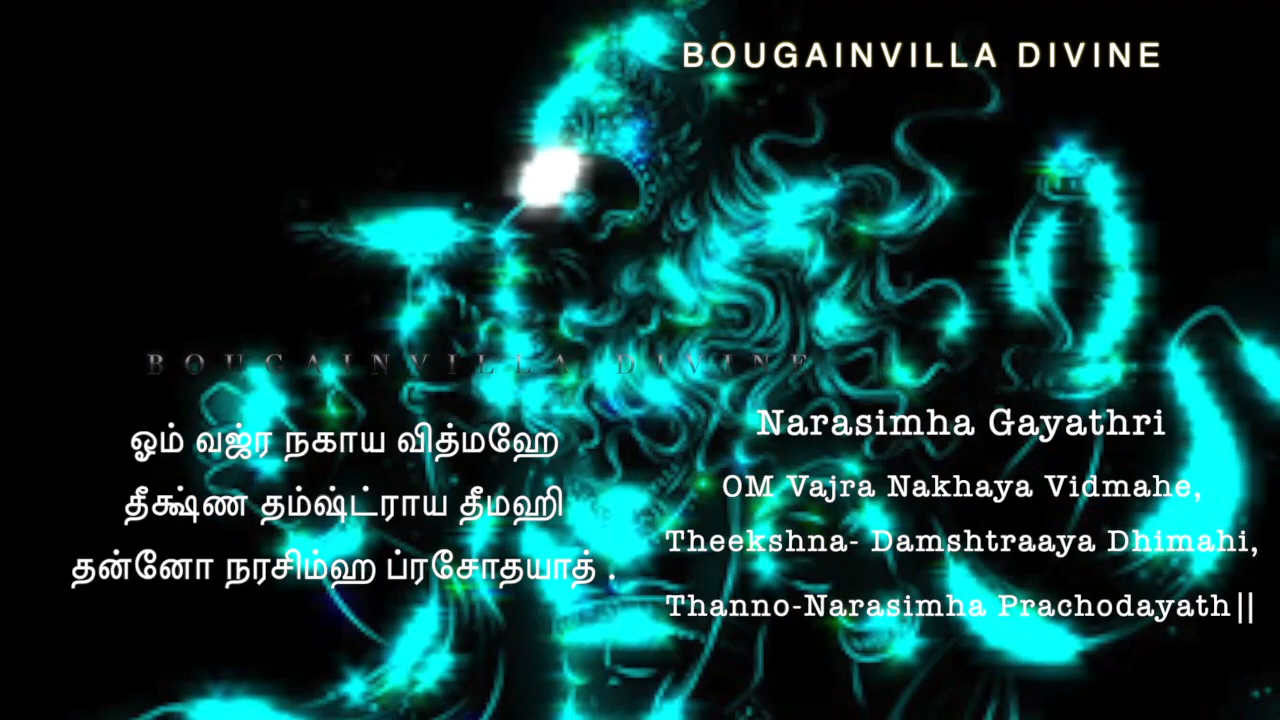 BOUGAINVILLA DIVINE
BOUGAINVILLA DIVINE
ஓம் வஜ்ர நகாய வித்மஹே
தீக்ஷ்ண தம்ஷ்ட்ராய தீமஹி
தன்னோ நரசிம்ஹ ப்ரசோதயாத் .
Narasimha Gayathri
OM Vajra Nakhaya Vidmahe,
Theekshna- Damshtraaya Dhimahi,
Thanno-Narasimha Prachodayath||